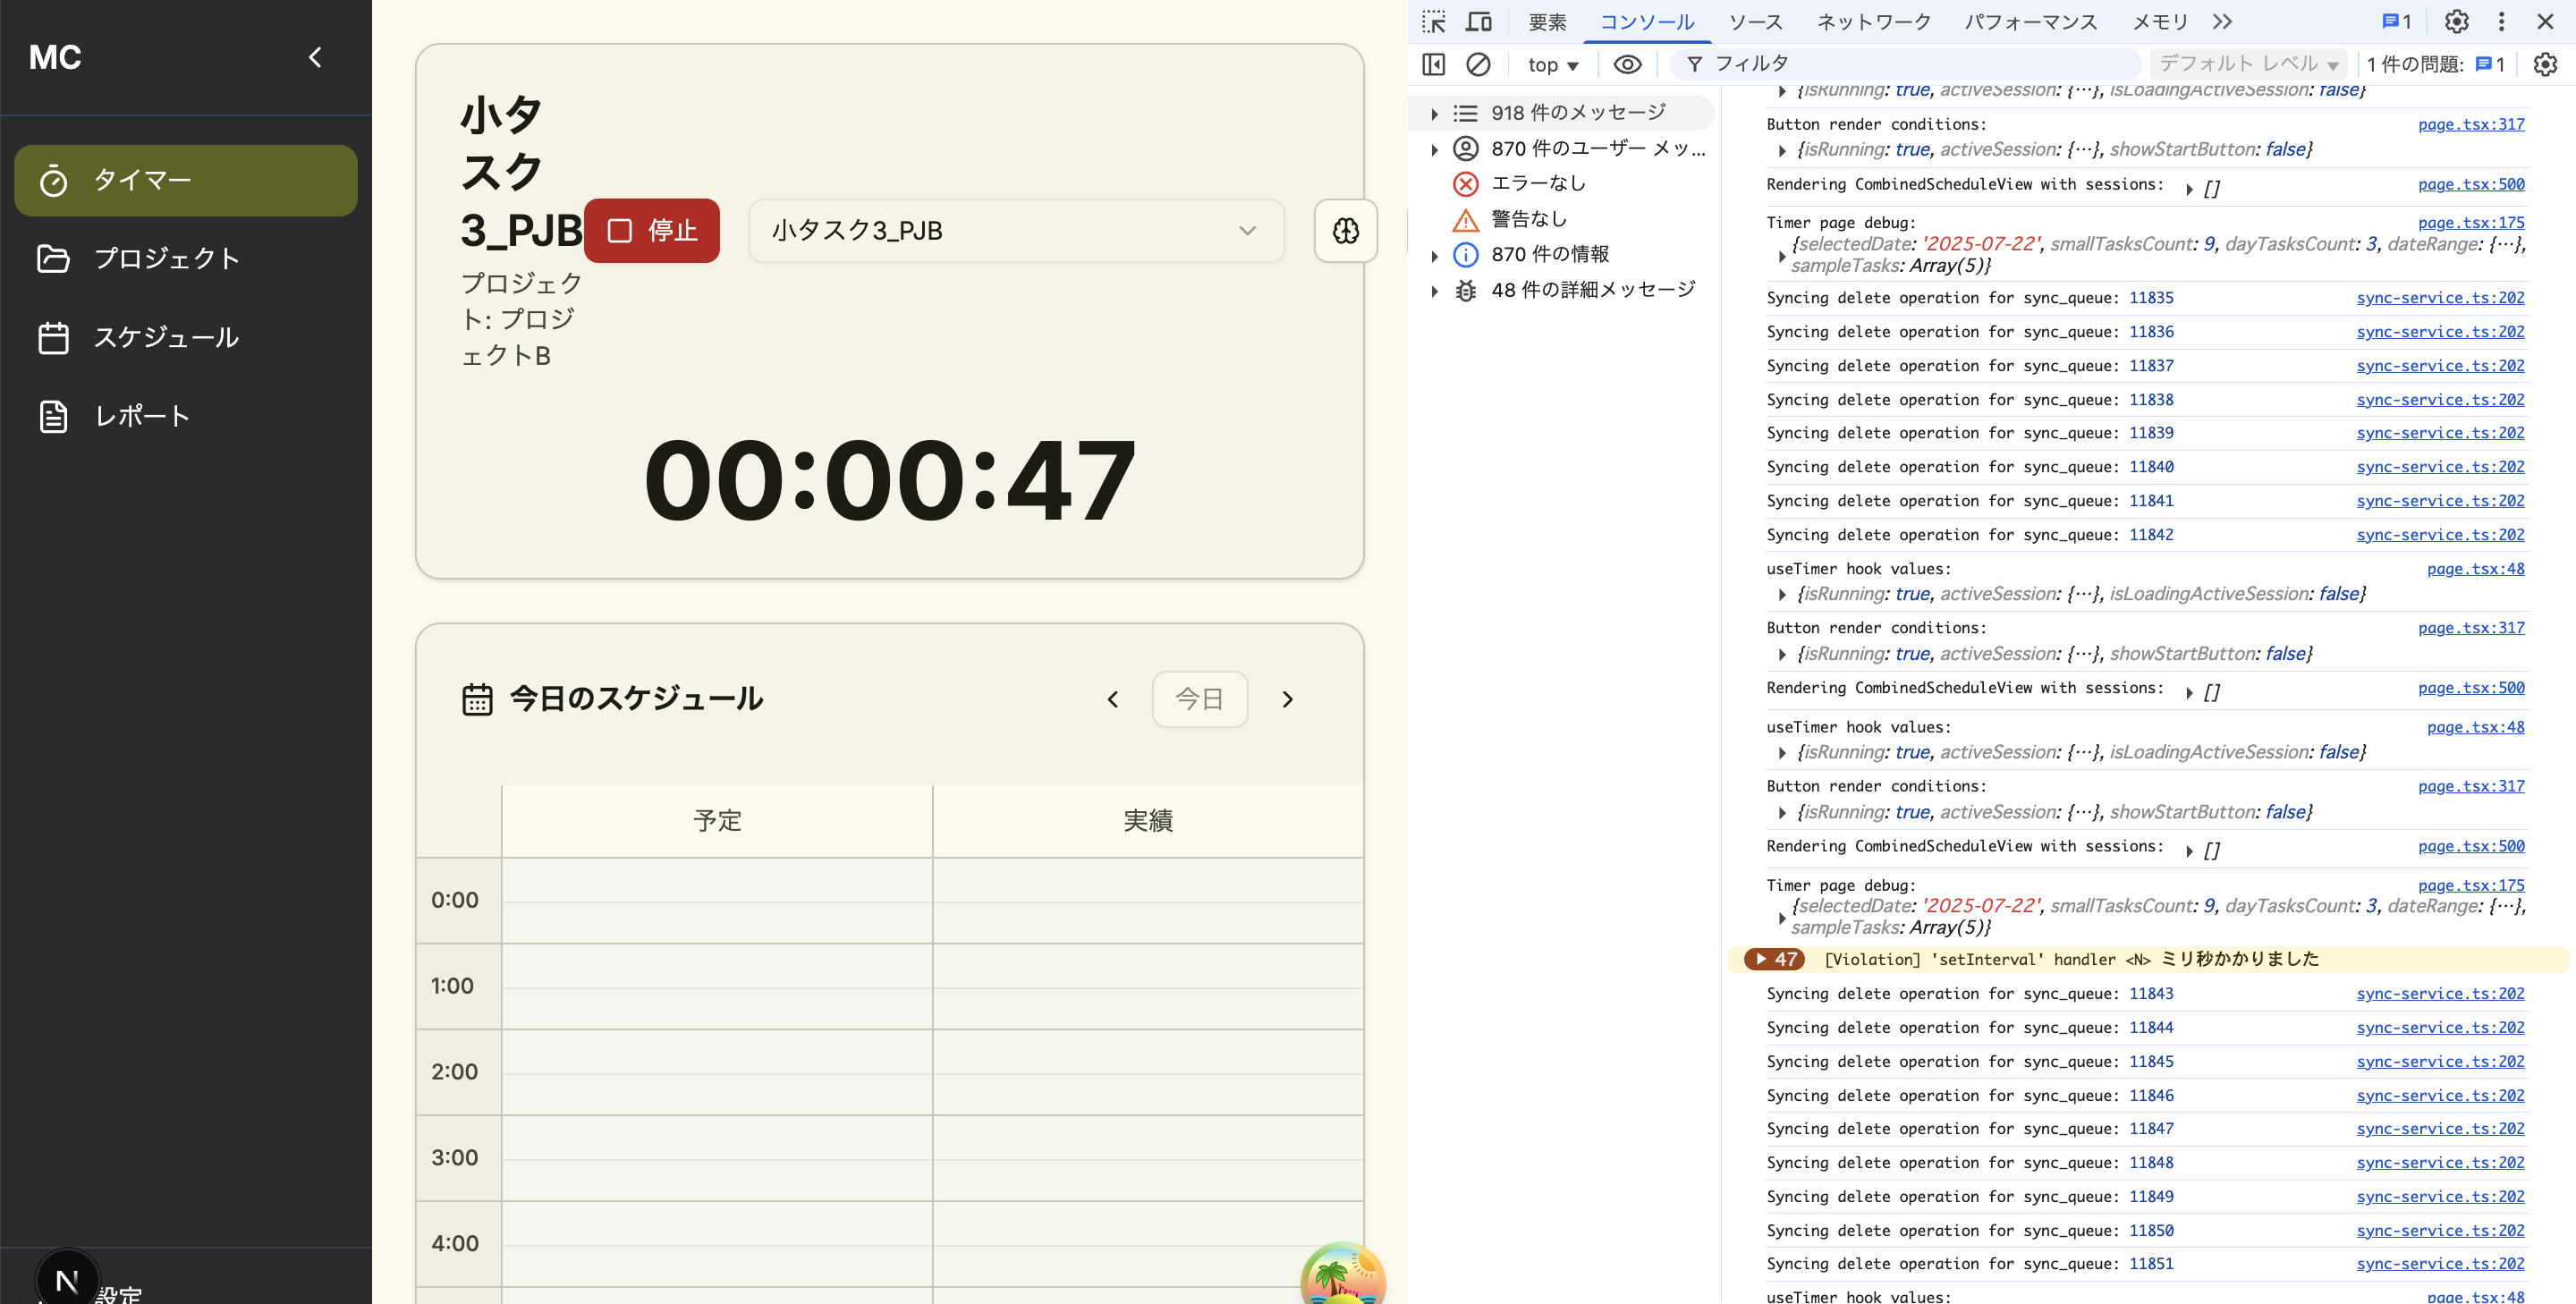 MC
タイマー
プロジェクト
スケジュール
レポート
設定
N
小タ
スク
3_PJB
停止
小タスク3_PJB
プロジェク
ト: プロジ
ェクトB
00:00:47
今日のスケジュール
今日
予定
実績
0:00
1:00
2:00
3:00
4:00
要素
コンソール
ソース
ネットワーク
パフォーマンス
メモリ
1
top
フィルタ
デフォルト レベル
1 件の問題: 1
918 件のメッセージ
870 件のユーザー メッ...
エラーなし
警告なし
870 件の情報
48 件の詳細メッセージ
{isRunning: true, activeSession: {…}, isLoadingActiveSession: false}
Button render conditions: page.tsx:317
{isRunning: true, activeSession: {…}, showStartButton: false}
Rendering CombinedScheduleView with sessions: [] page.tsx:500
Timer page debug: page.tsx:175
{selectedDate: '2025-07-22', smallTasksCount: 9, dayTasksCount: 3, dateRange: {…},
sampleTasks: Array(5)}
Syncing delete operation for sync_queue: 11835 sync-service.ts:202
Syncing delete operation for sync_queue: 11836 sync-service.ts:202
Syncing delete operation for sync_queue: 11837 sync-service.ts:202
Syncing delete operation for sync_queue: 11838 sync-service.ts:202
Syncing delete operation for sync_queue: 11839 sync-service.ts:202
Syncing delete operation for sync_queue: 11840 sync-service.ts:202
Syncing delete operation for sync_queue: 11841 sync-service.ts:202
Syncing delete operation for sync_queue: 11842 sync-service.ts:202
useTimer hook values: page.tsx:48
{isRunning: true, activeSession: {…}, isLoadingActiveSession: false}
Button render conditions: page.tsx:317
{isRunning: true, activeSession: {…}, showStartButton: false}
Rendering CombinedScheduleView with sessions: [] page.tsx:500
useTimer hook values: page.tsx:48
{isRunning: true, activeSession: {…}, isLoadingActiveSession: false}
Button render conditions: page.tsx:317
{isRunning: true, activeSession: {…}, showStartButton: false}
Rendering CombinedScheduleView with sessions: [] page.tsx:500
Timer page debug: page.tsx:175
{selectedDate: '2025-07-22', smallTasksCount: 9, dayTasksCount: 3, dateRange: {…},
sampleTasks: Array(5)}
47 [Violation] 'setInterval' handler <N> ミリ秒かかりました
Syncing delete operation for sync_queue: 11843 sync-service.ts:202
Syncing delete operation for sync_queue: 11844 sync-service.ts:202
Syncing delete operation for sync_queue: 11845 sync-service.ts:202
Syncing delete operation for sync_queue: 11846 sync-service.ts:202
Syncing delete operation for sync_queue: 11847 sync-service.ts:202
Syncing delete operation for sync_queue: 11848 sync-service.ts:202
Syncing delete operation for sync_queue: 11849 sync-service.ts:202
Syncing delete operation for sync_queue: 11850 sync-service.ts:202
Syncing delete operation for sync_queue: 11851 sync-service.ts:202
useTimer hook values: page.tsx:48